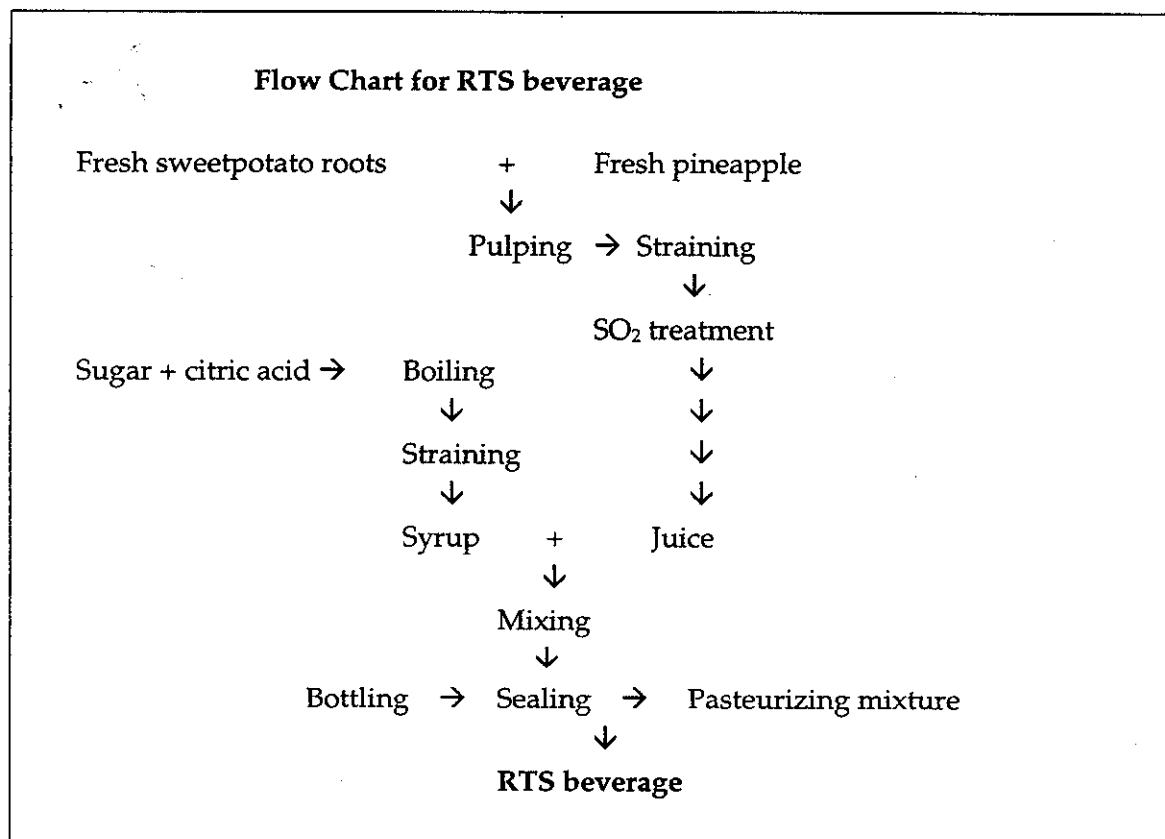 Flow Chart for RTS beverage
Fresh sweetpotato roots + Fresh pineapple
↓
Pulping → Straining
↓
SO₂ treatment
Sugar + citric acid → Boiling ↓
↓ ↓
Straining ↓
↓ ↓
Syrup + Juice
↓
Mixing
↓
Bottling → Sealing → Pasteurizing mixture
↓
RTS beverage